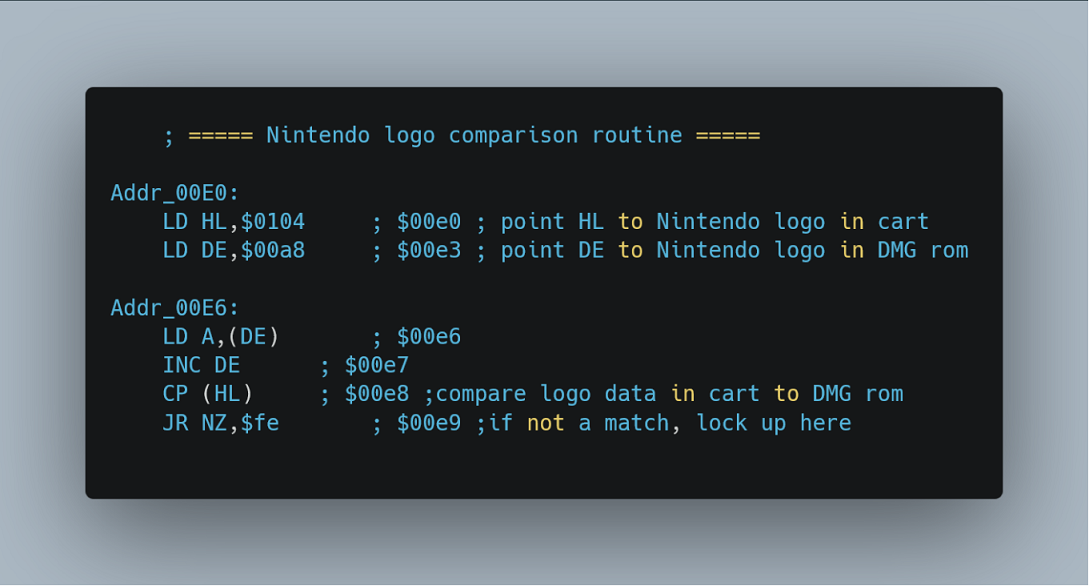 ; ===== Nintendo logo comparison routine =====
Addr_00E0:
LD HL,$0104 ; $00e0 ; point HL to Nintendo logo in cart
LD DE,$00a8 ; $00e3 ; point DE to Nintendo logo in DMG rom
Addr_00E6:
LD A,(DE) ; $00e6
INC DE ; $00e7
CP (HL) ; $00e8 ;compare logo data in cart to DMG rom
JR NZ,$fe ; $00e9 ;if not a match, lock up here